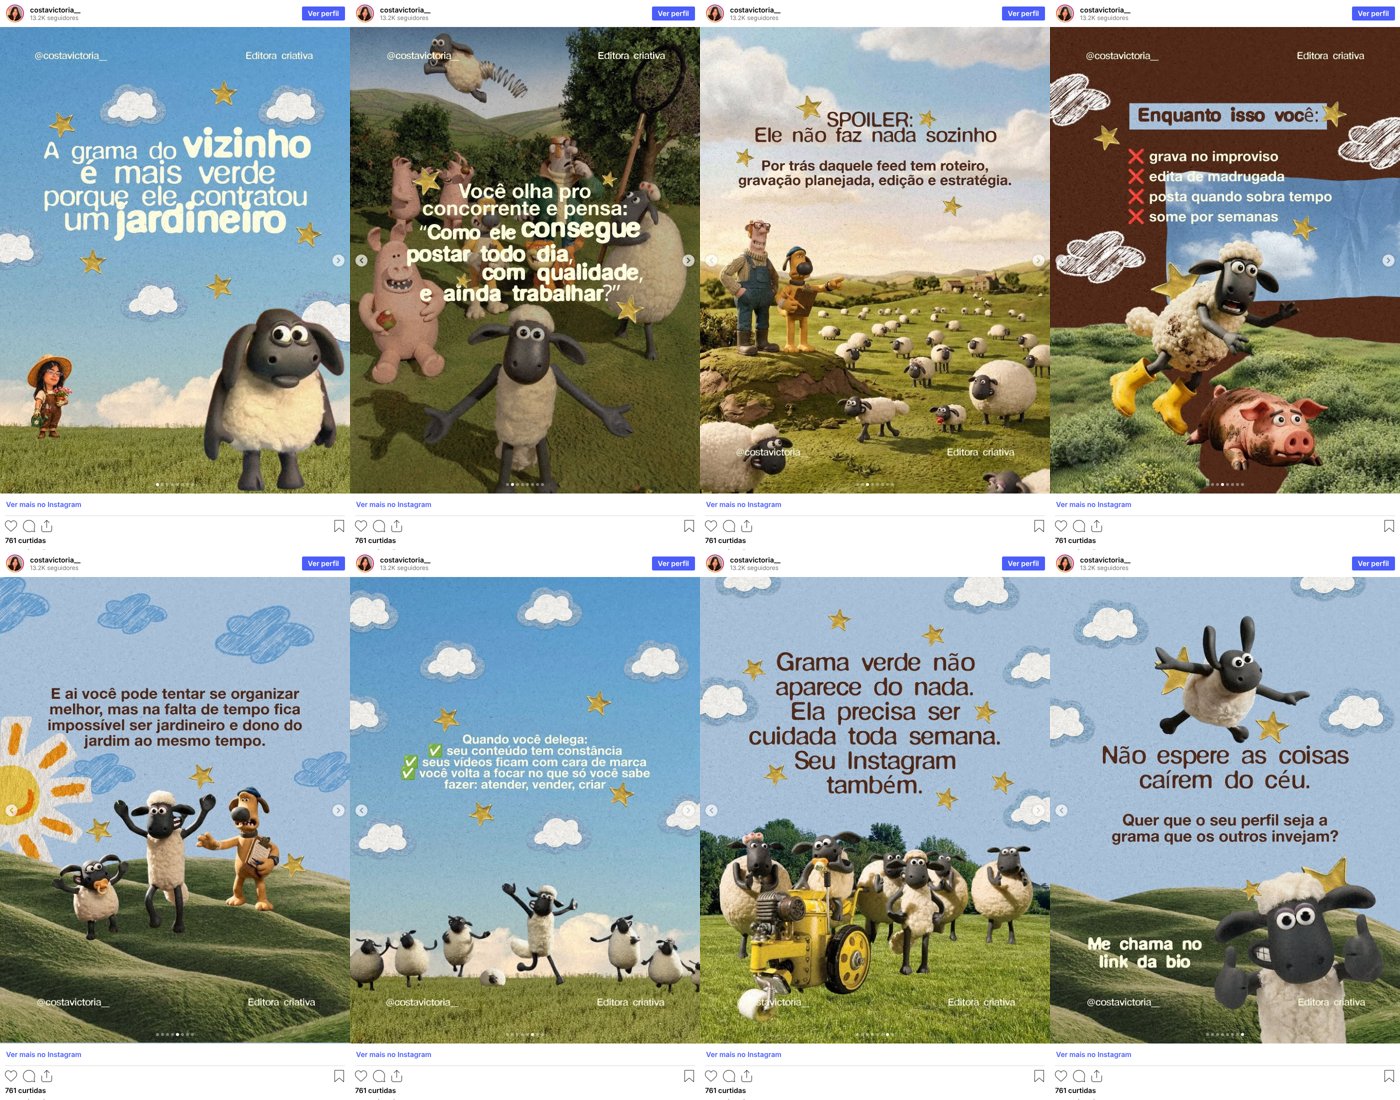 costavictoria__
13.2K seguidores
Ver perfil
@costavictoria__
Editora criativa
A grama do vizinho
é mais verde
porque ele contratou
um jardineiro
Ver mais no Instagram
761 curtidas
costavictoria__
13.2K seguidores
Ver perfil
@costavictoria__
Editora criativa
Você olha pro
concorrente e pensa:
“Como ele consegue
postar todo dia,
com qualidade,
e ainda trabalhar?”
Ver mais no Instagram
761 curtidas
costavictoria__
13.2K seguidores
Ver perfil
SPOILER:
Ele não faz nada sozinho
Por trás daquele feed tem roteiro,
gravação planejada, edição e estratégia.
@costavictoria__
Editora criativa
Ver mais no Instagram
761 curtidas
costavictoria__
13.2K seguidores
Ver perfil
@costavictoria__
Editora criativa
Enquanto isso você:
❌ grava no improviso
❌ edita de madrugada
❌ posta quando sobra tempo
❌ some por semanas
Ver mais no Instagram
761 curtidas
costavictoria__
13.2K seguidores
Ver perfil
E ai você pode tentar se organizar
melhor, mas na falta de tempo fica
impossível ser jardineiro e dono do
jardim ao mesmo tempo.
@costavictoria__
Editora criativa
Ver mais no Instagram
761 curtidas
costavictoria__
13.2K seguidores
Ver perfil
Quando você delega:
✅ seu conteúdo tem constância
✅ seus vídeos ficam com cara de marca
✅ você volta a focar no que só você sabe
fazer: atender, vender, criar
@costavictoria__
Editora criativa
Ver mais no Instagram
761 curtidas
costavictoria__
13.2K seguidores
Ver perfil
Grama verde não
aparece do nada.
Ela precisa ser
cuidada toda semana.
Seu Instagram
também.
@costavictoria__
Editora criativa
Ver mais no Instagram
761 curtidas
costavictoria__
13.2K seguidores
Ver perfil
Não espere as coisas
caírem do céu.
Quer que o seu perfil seja a
grama que os outros invejam?
Me chama no
link da bio
@costavictoria__
Editora criativa
Ver mais no Instagram
761 curtidas